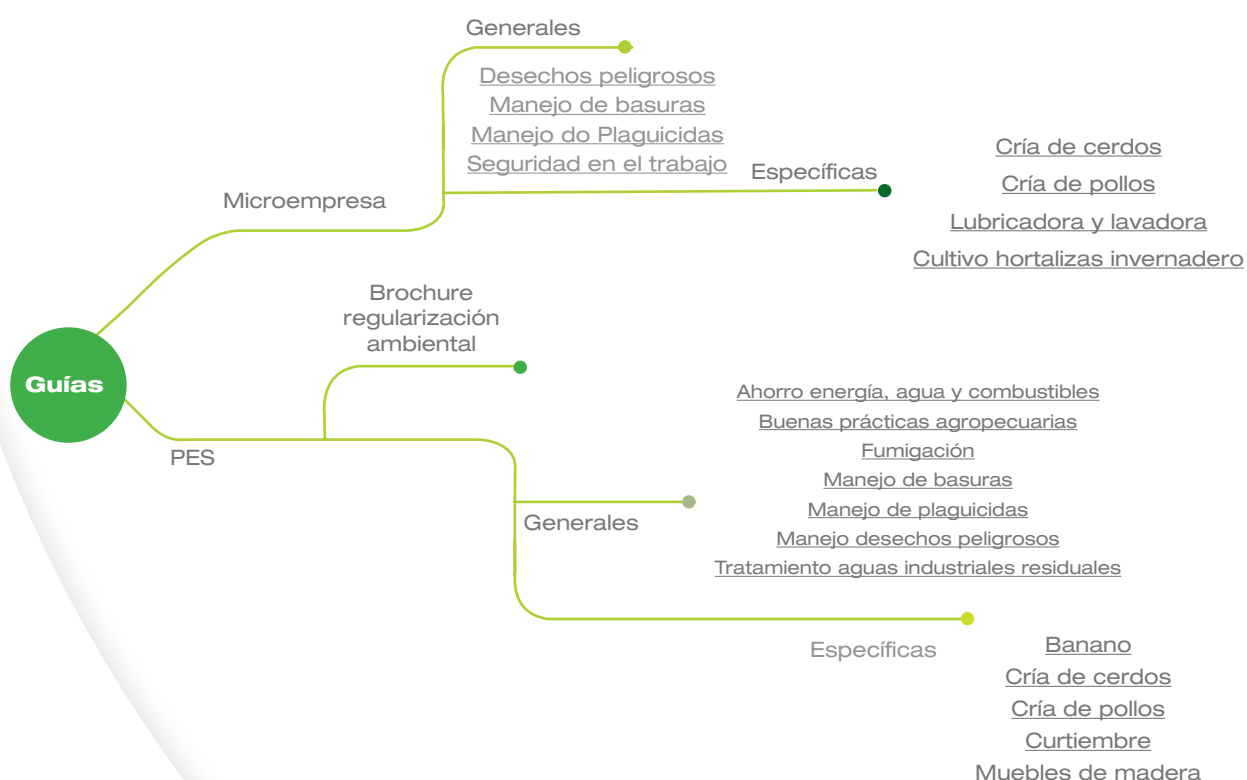 Generales
Desechos peligrosos
Manejo de basuras
Manejo do Plaguicidas
Seguridad en el trabajo
Específicas
Cría de cerdos
Cría de pollos
Lubricadora y lavadora
Cultivo hortalizas invernadero
Microempresa
Brochure
regularización
ambiental
Guías
PES
Generales
Ahorro energía, agua y combustibles
Buenas prácticas agropecuarias
Fumigación
Manejo de basuras
Manejo de plaguicidas
Manejo desechos peligrosos
Tratamiento aguas industriales residuales
Específicas
Banano
Cría de cerdos
Cría de pollos
Curtiembre
Muebles de madera